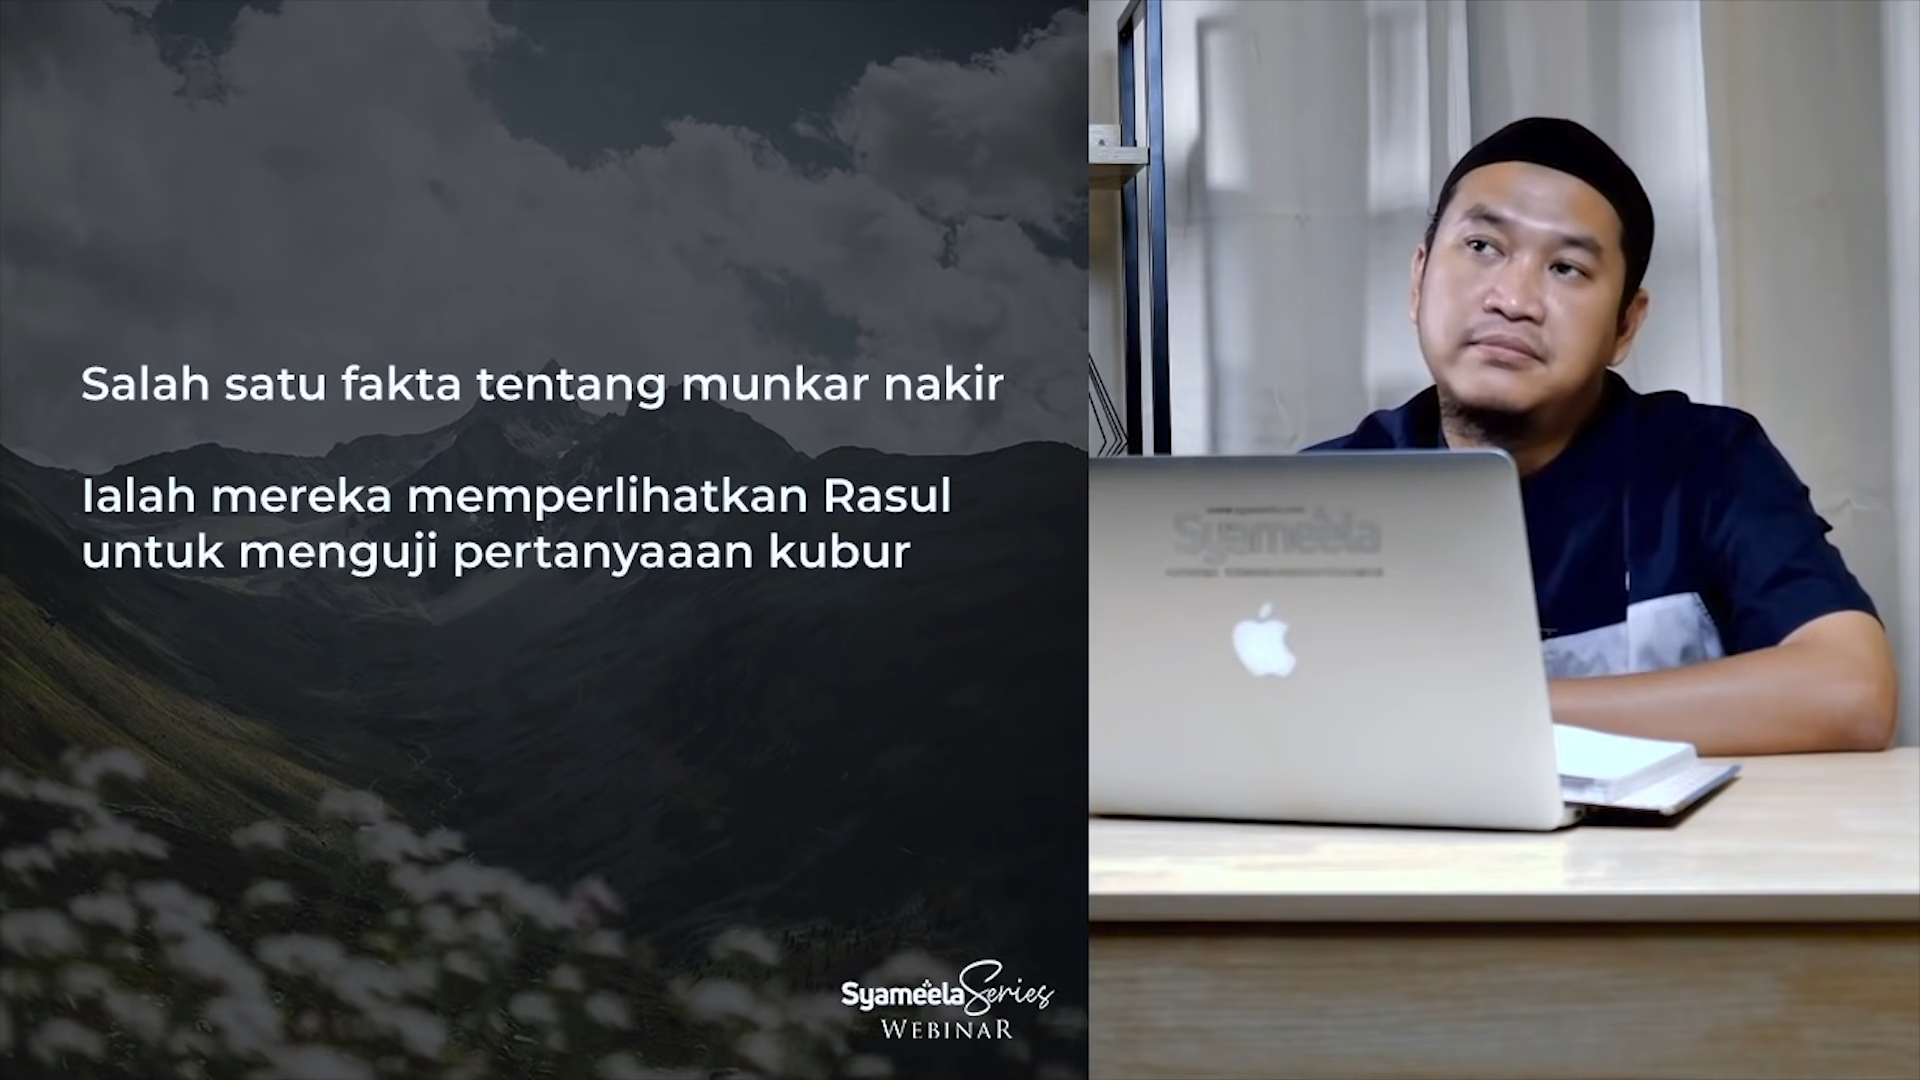 Salah satu fakta tentang munkar nakir
Ialah mereka memperlihatkan Rasul
untuk menguji pertanyaaan kubur
Syameela Series
WEBINAR
Syameela